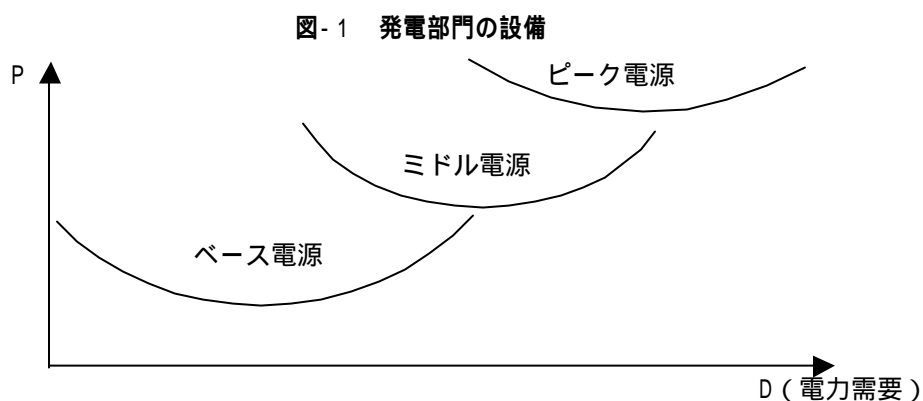 図-1 発電部門の設備
P
ピーク電源
ミドル電源
ベース電源
D(電力需要)